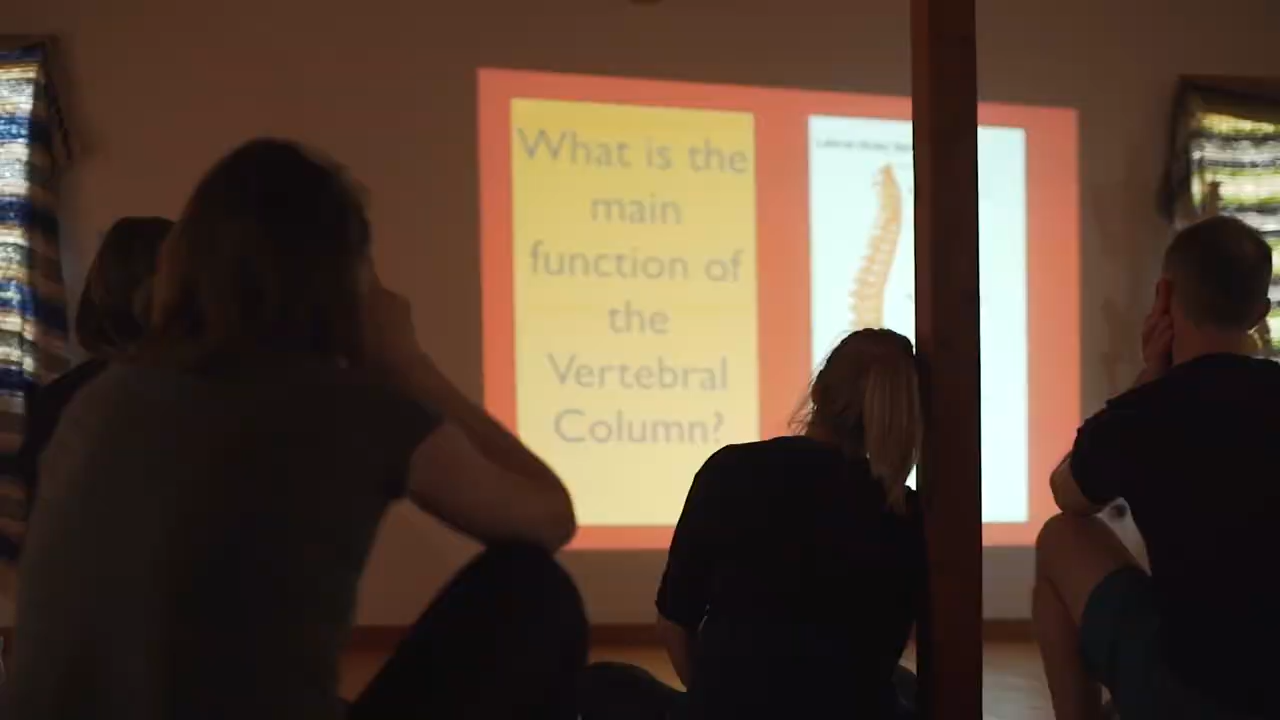 What is the
main
function of
the
Vertebral
Column?